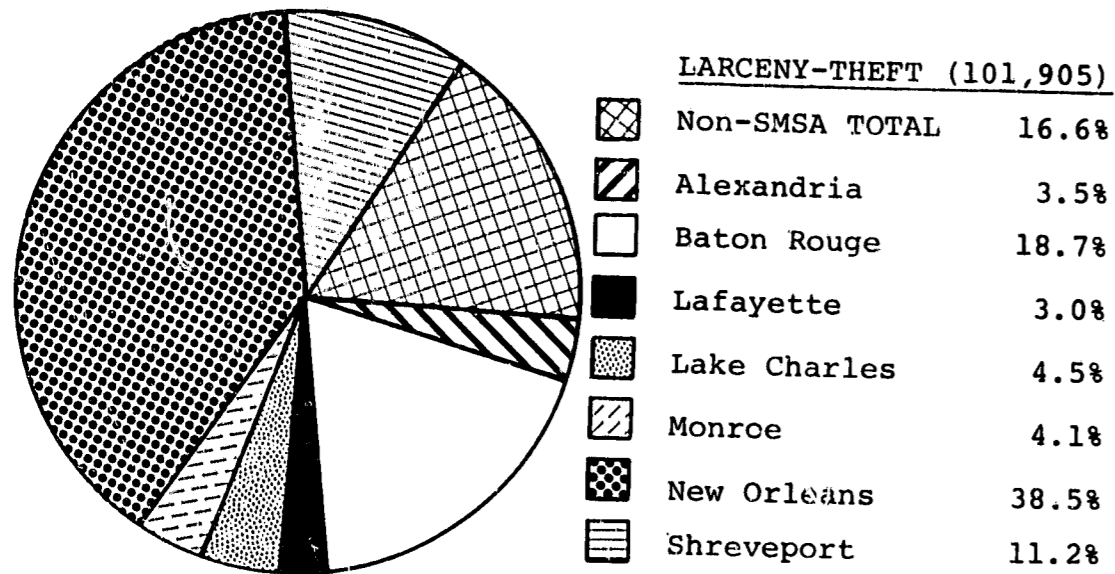 LARCENY-THEFT (101,905)
Non-SMSA TOTAL 16.6%
Alexandria 3.5%
Baton Rouge 18.7%
Lafayette 3.0%
Lake Charles 4.5%
Monroe 4.1%
New Orleans 38.5%
Shreveport 11.2%